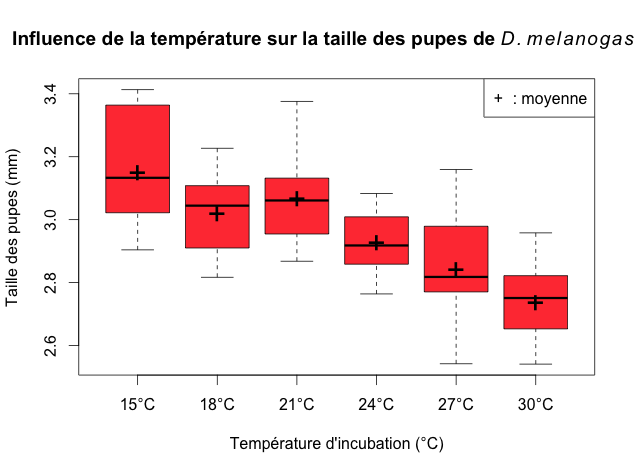 Influence de la température sur la taille des pupes de D. melanogas
+ : moyenne
Taille des pupes (mm)
3.4
3.2
3.0
2.8
2.6
15°C 18°C 21°C 24°C 27°C 30°C
Température d'incubation (°C)